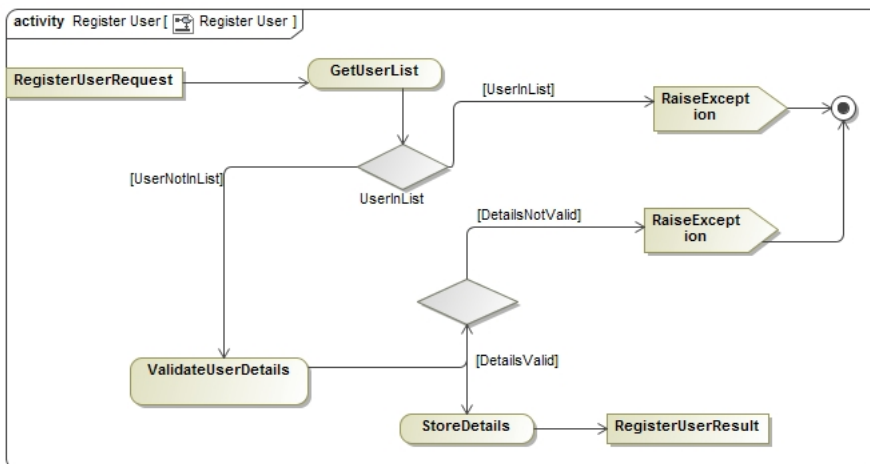 activity Register User [ Register User ]
GetUserList
RegisterUserRequest
[UserInList]
RaiseExcept
ion
[UserNotInList]
UserInList
[DetailsNotValid]
RaiseExcept
ion
ValidateUserDetails
[DetailsValid]
StoreDetails
RegisterUserResult